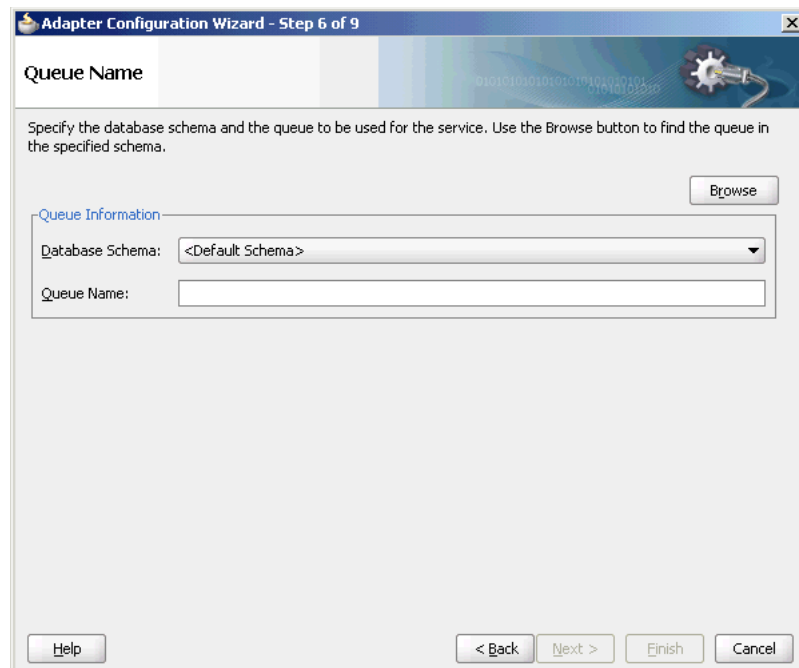 Adapter Configuration Wizard - Step 6 of 9
Queue Name
Specify the database schema and the queue to be used for the service. Use the Browse button to find the queue in
the specified schema.
Browse
Queue Information
Database Schema: <Default Schema>
Queue Name:
Help < Back Next > Finish Cancel